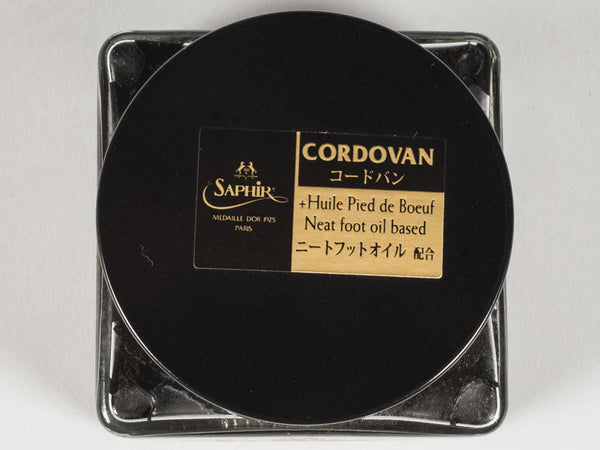 SAPHIR
MEDAILLE D'OR 1925
PARIS
CORDOVAN
コードバン
+Huile Pied de Boeuf
Neat foot oil based
ニートフットオイル 配合